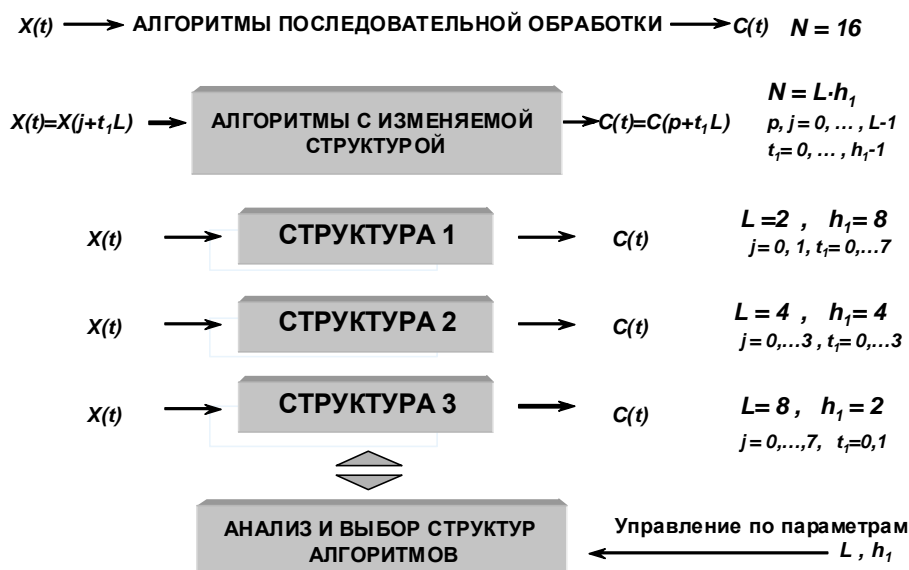 X(t) АЛГОРИТМЫ ПОСЛЕДОВАТЕЛЬНОЙ ОБРАБОТКИ C(t) N = 16
X(t)=X(j+t₁L) АЛГОРИТМЫ С ИЗМЕНЯЕМОЙ СТРУКТУРОЙ C(t)=C(p+t₁L)
N = L·h₁
p, j = 0, ... , L-1
t₁= 0, ... , h₁-1
X(t) СТРУКТУРА 1 C(t) L =2 , h₁= 8
j = 0, 1, t₁= 0,...7
X(t) СТРУКТУРА 2 C(t) L = 4 , h₁= 4
j = 0,...3 , t₁= 0,...3
X(t) СТРУКТУРА 3 C(t) L= 8 , h₁ = 2
j = 0,...,7, t₁=0,1
АНАЛИЗ И ВЫБОР СТРУКТУР
АЛГОРИТМОВ
Управление по параметрам
L , h₁